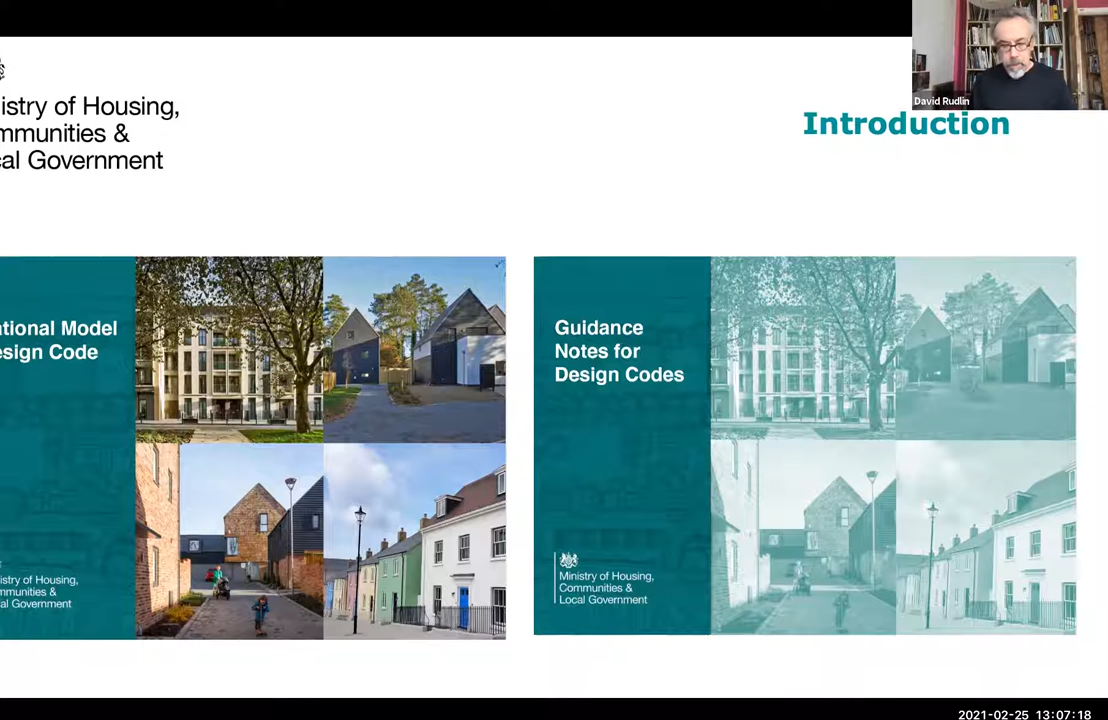 istry of Housing,
mmunities &
cal Government
David Rudlin
Introduction
ational Model
esign Code
istry of Housing,
mmunities &
cal Government
Guidance
Notes for
Design Codes
Ministry of Housing,
Communities &
Local Government
2021-02-25 13:07:18